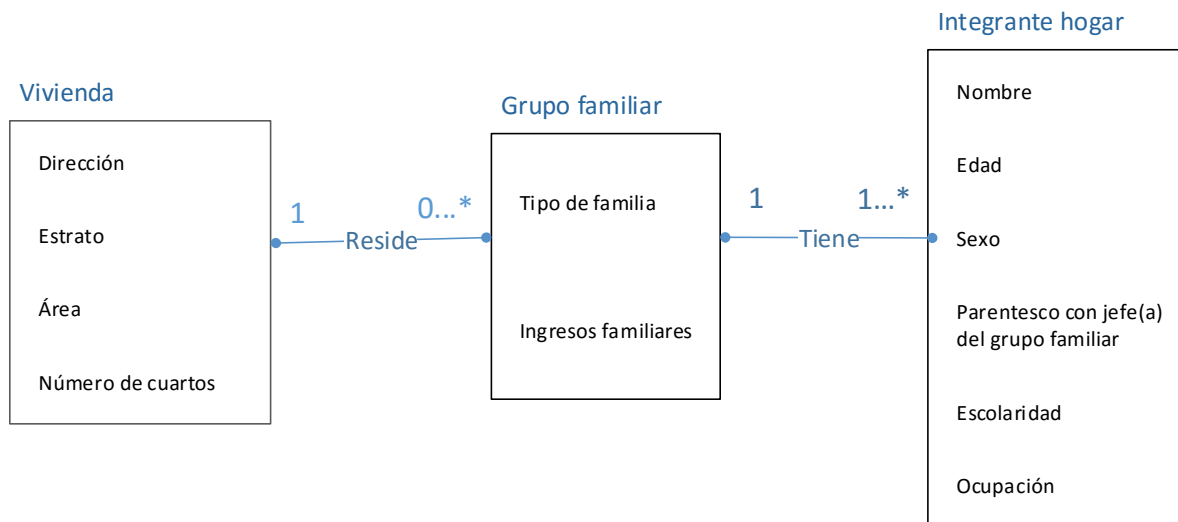 Vivienda
Dirección
Estrato
Área
Número de cuartos
1
Reside
0...*
Grupo familiar
Tipo de familia
Ingresos familiares
1
Tiene
1...*
Integrante hogar
Nombre
Edad
Sexo
Parentesco con jefe(a)
del grupo familiar
Escolaridad
Ocupación